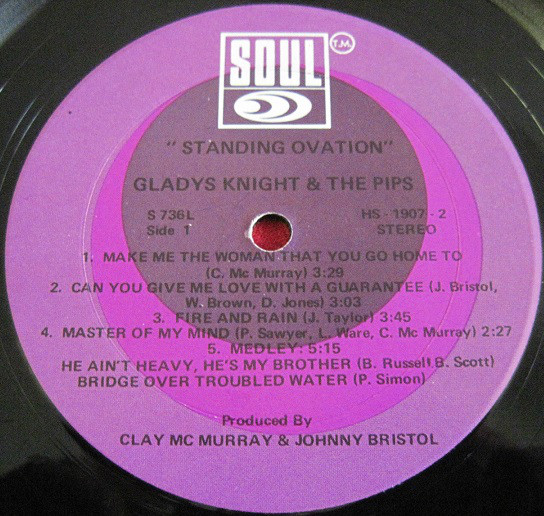 SOUL
T.M.
"STANDING OVATION"
GLADYS KNIGHT & THE PIPS
S 736L HS - 1907 - 2
Side 1 STEREO
1. MAKE ME THE WOMAN THAT YOU GO HOME TO
(C. Mc Murray) 3:29
2. CAN YOU GIVE ME LOVE WITH A GUARANTEE (J. Bristol,
W. Brown, D. Jones) 3:03
3. FIRE AND RAIN (J. Taylor) 3:45
4. MASTER OF MY MIND (P. Sawyer, L. Ware, C. Mc Murray) 2:27
5. MEDLEY: 5:15
HE AIN'T HEAVY, HE'S MY BROTHER (B. Russell.B. Scott)
BRIDGE OVER TROUBLED WATER (P. Simon)
Produced By
CLAY MC MURRAY & JOHNNY BRISTOL